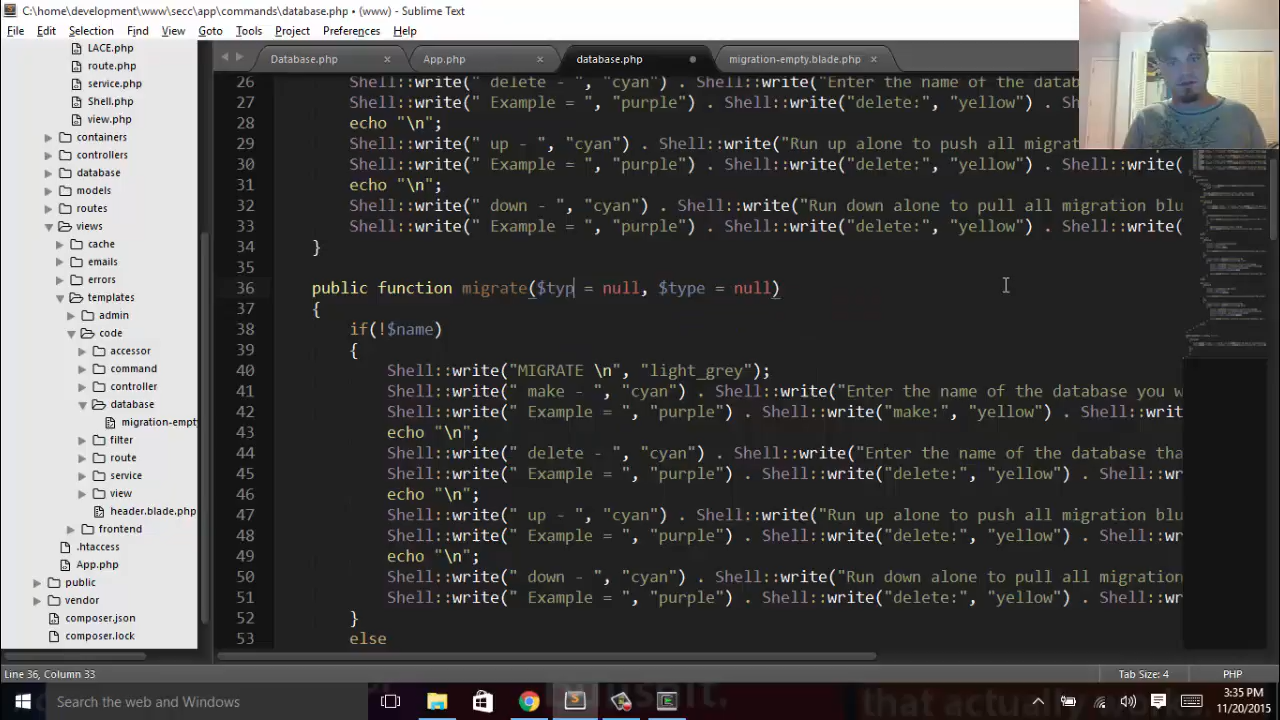 C:\home\development\www\secc\app\commands\database.php • (www) - Sublime Text
File Edit Selection Find View Goto Tools Project Preferences Help
LACE.php
route.php
service.php
Shell.php
view.php
containers
controllers
database
models
routes
views
cache
emails
errors
templates
admin
code
accessor
command
controller
database
migration-empt
filter
route
service
view
header.blade.php
frontend
.htaccess
App.php
public
vendor
composer.json
composer.lock
Database.php × App.php × database.php migration-empty.blade.php ×
26 Shell::write(" delete - ", "cyan") . Shell::write("Enter the name of the datab
27 Shell::write(" Example = ", "purple") . Shell::write("delete:", "yellow") .
28 echo "\n";
29 Shell::write(" up - ", "cyan") . Shell::write("Run up alone to push all migrat
30 Shell::write(" Example = ", "purple") . Shell::write("delete:", "yellow") . Shell::write(
31 echo "\n";
32 Shell::write(" down - ", "cyan") . Shell::write("Run down alone to pull all migration blu
33 Shell::write(" Example = ", "purple") . Shell::write("delete:", "yellow") . Shell::write(
34 }
35
36 public function migrate($typ = null, $type = null)
37 {
38 if(!$name)
39 {
40 Shell::write("MIGRATE \n", "light_grey");
41 Shell::write(" make - ", "cyan") . Shell::write("Enter the name of the database you w
42 Shell::write(" Example = ", "purple") . Shell::write("make:", "yellow") . Shell::writ
43 echo "\n";
44 Shell::write(" delete - ", "cyan") . Shell::write("Enter the name of the database tha
45 Shell::write(" Example = ", "purple") . Shell::write("delete:", "yellow") . Shell::wr
46 echo "\n";
47 Shell::write(" up - ", "cyan") . Shell::write("Run up alone to push all migration blu
48 Shell::write(" Example = ", "purple") . Shell::write("delete:", "yellow") . Shell::wr
49 echo "\n";
50 Shell::write(" down - ", "cyan") . Shell::write("Run down alone to pull all migration
51 Shell::write(" Example = ", "purple") . Shell::write("delete:", "yellow") . Shell::wr
52 }
53 else
Line 36, Column 33 Tab Size: 4 PHP
Search the web and Windows
3:35 PM
11/20/2015